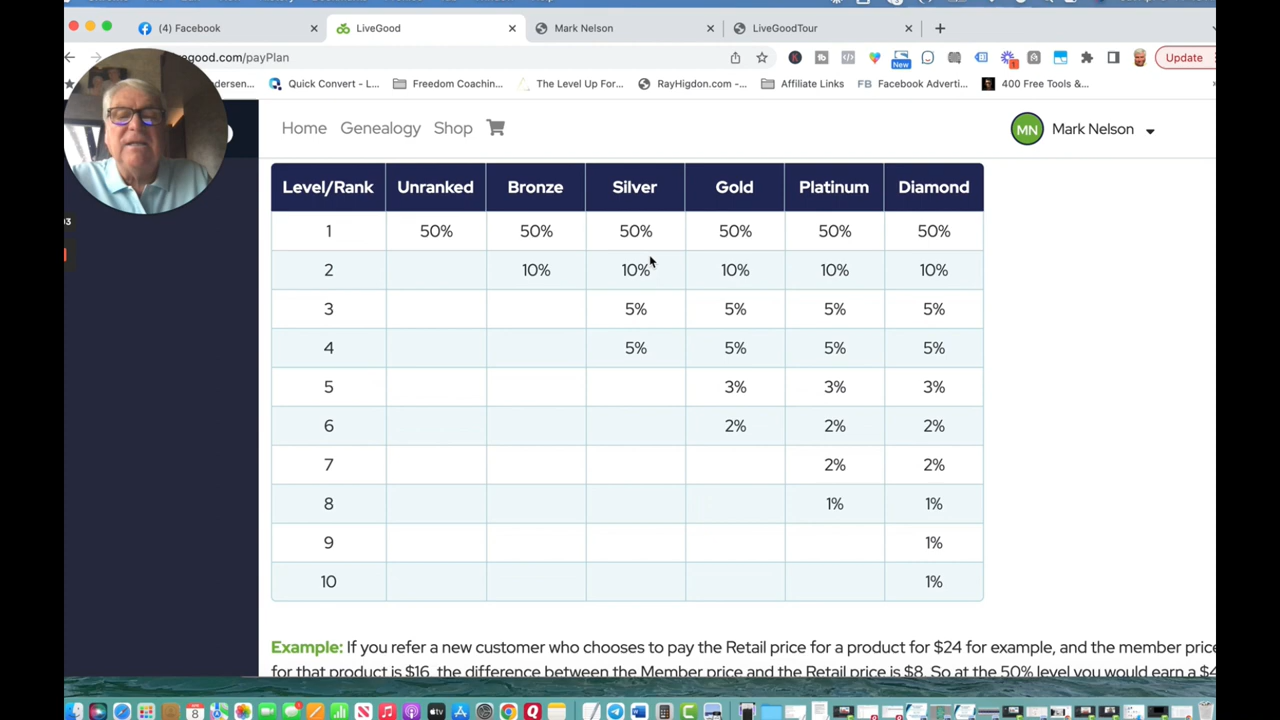 (4) Facebook
LiveGood
Mark Nelson
LiveGoodTour
egood.com/payPlan
New
Update
dersen...
Quick Convert - L...
Freedom Coachin...
The Level Up For...
RayHigdon.com -...
Affiliate Links
FB Facebook Adverti...
400 Free Tools &...
Home Genealogy Shop
MN Mark Nelson
Level/Rank Unranked Bronze Silver Gold Platinum Diamond
1 50% 50% 50% 50% 50% 50%
2 10% 10% 10% 10% 10%
3 5% 5% 5% 5%
4 5% 5% 5% 5%
5 3% 3% 3%
6 2% 2% 2%
7 2% 2%
8 1% 1%
9 1%
10 1%
Example: If you refer a new customer who chooses to pay the Retail price for a product for $24 for example, and the member price
for that product is $16, the difference between the Member price and the Retail price is $8. So at the 50% level you would earn a $4